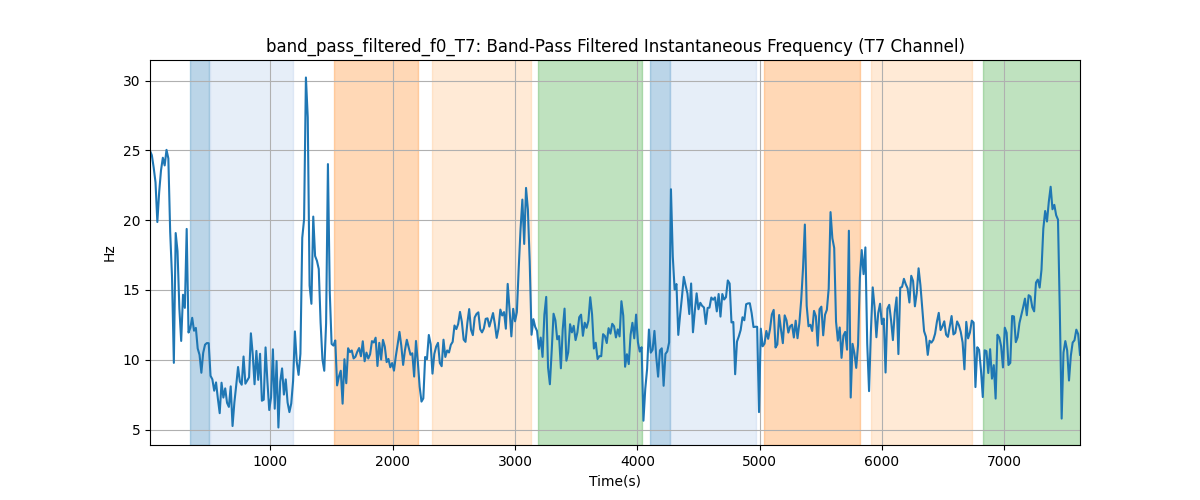 band_pass_filtered_f0_T7: Band-Pass Filtered Instantaneous Frequency (T7 Channel)
30
25
20
15
10
5
Hz
1000 2000 3000 4000 5000 6000 7000
Time(s)